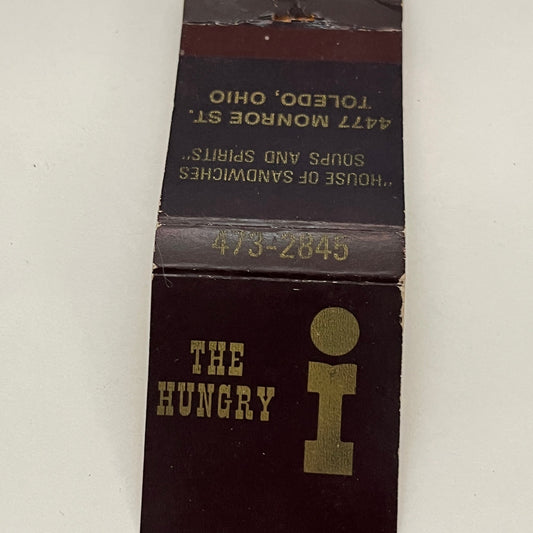 THE
HUNGRY
i
473-2845
"HOUSE OF SANDWICHES
SOUPS AND SPIRITS"
4477 MONROE ST.
TOLEDO, OHIO